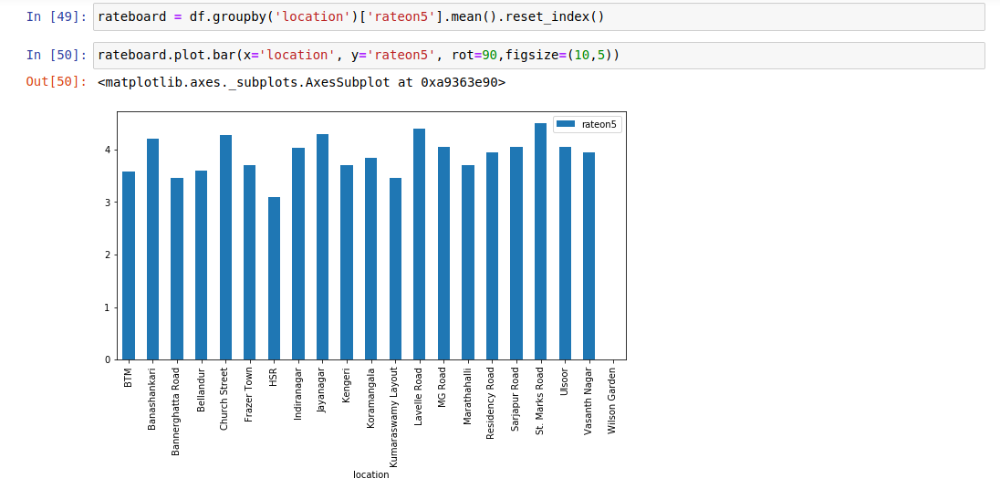 In [49]: rateboard = df.groupby('location')['rateon5'].mean().reset_index()
In [50]: rateboard.plot.bar(x='location', y='rateon5', rot=90,figsize=(10,5))
Out[50]: <matplotlib.axes._subplots.AxesSubplot at 0xa9363e90>
rateon5
4
3
2
1
0
BTM
Banashankari
Bannerghatta Road
Bellandur
Church Street
Frazer Town
HSR
Indiranagar
Jayanagar
Kengeri
Koramangala
Kumaraswamy Layout
Lavelle Road
MG Road
Marathahalli
Residency Road
Sarjapur Road
St. Marks Road
Ulsoor
Vasanth Nagar
Wilson Garden
location